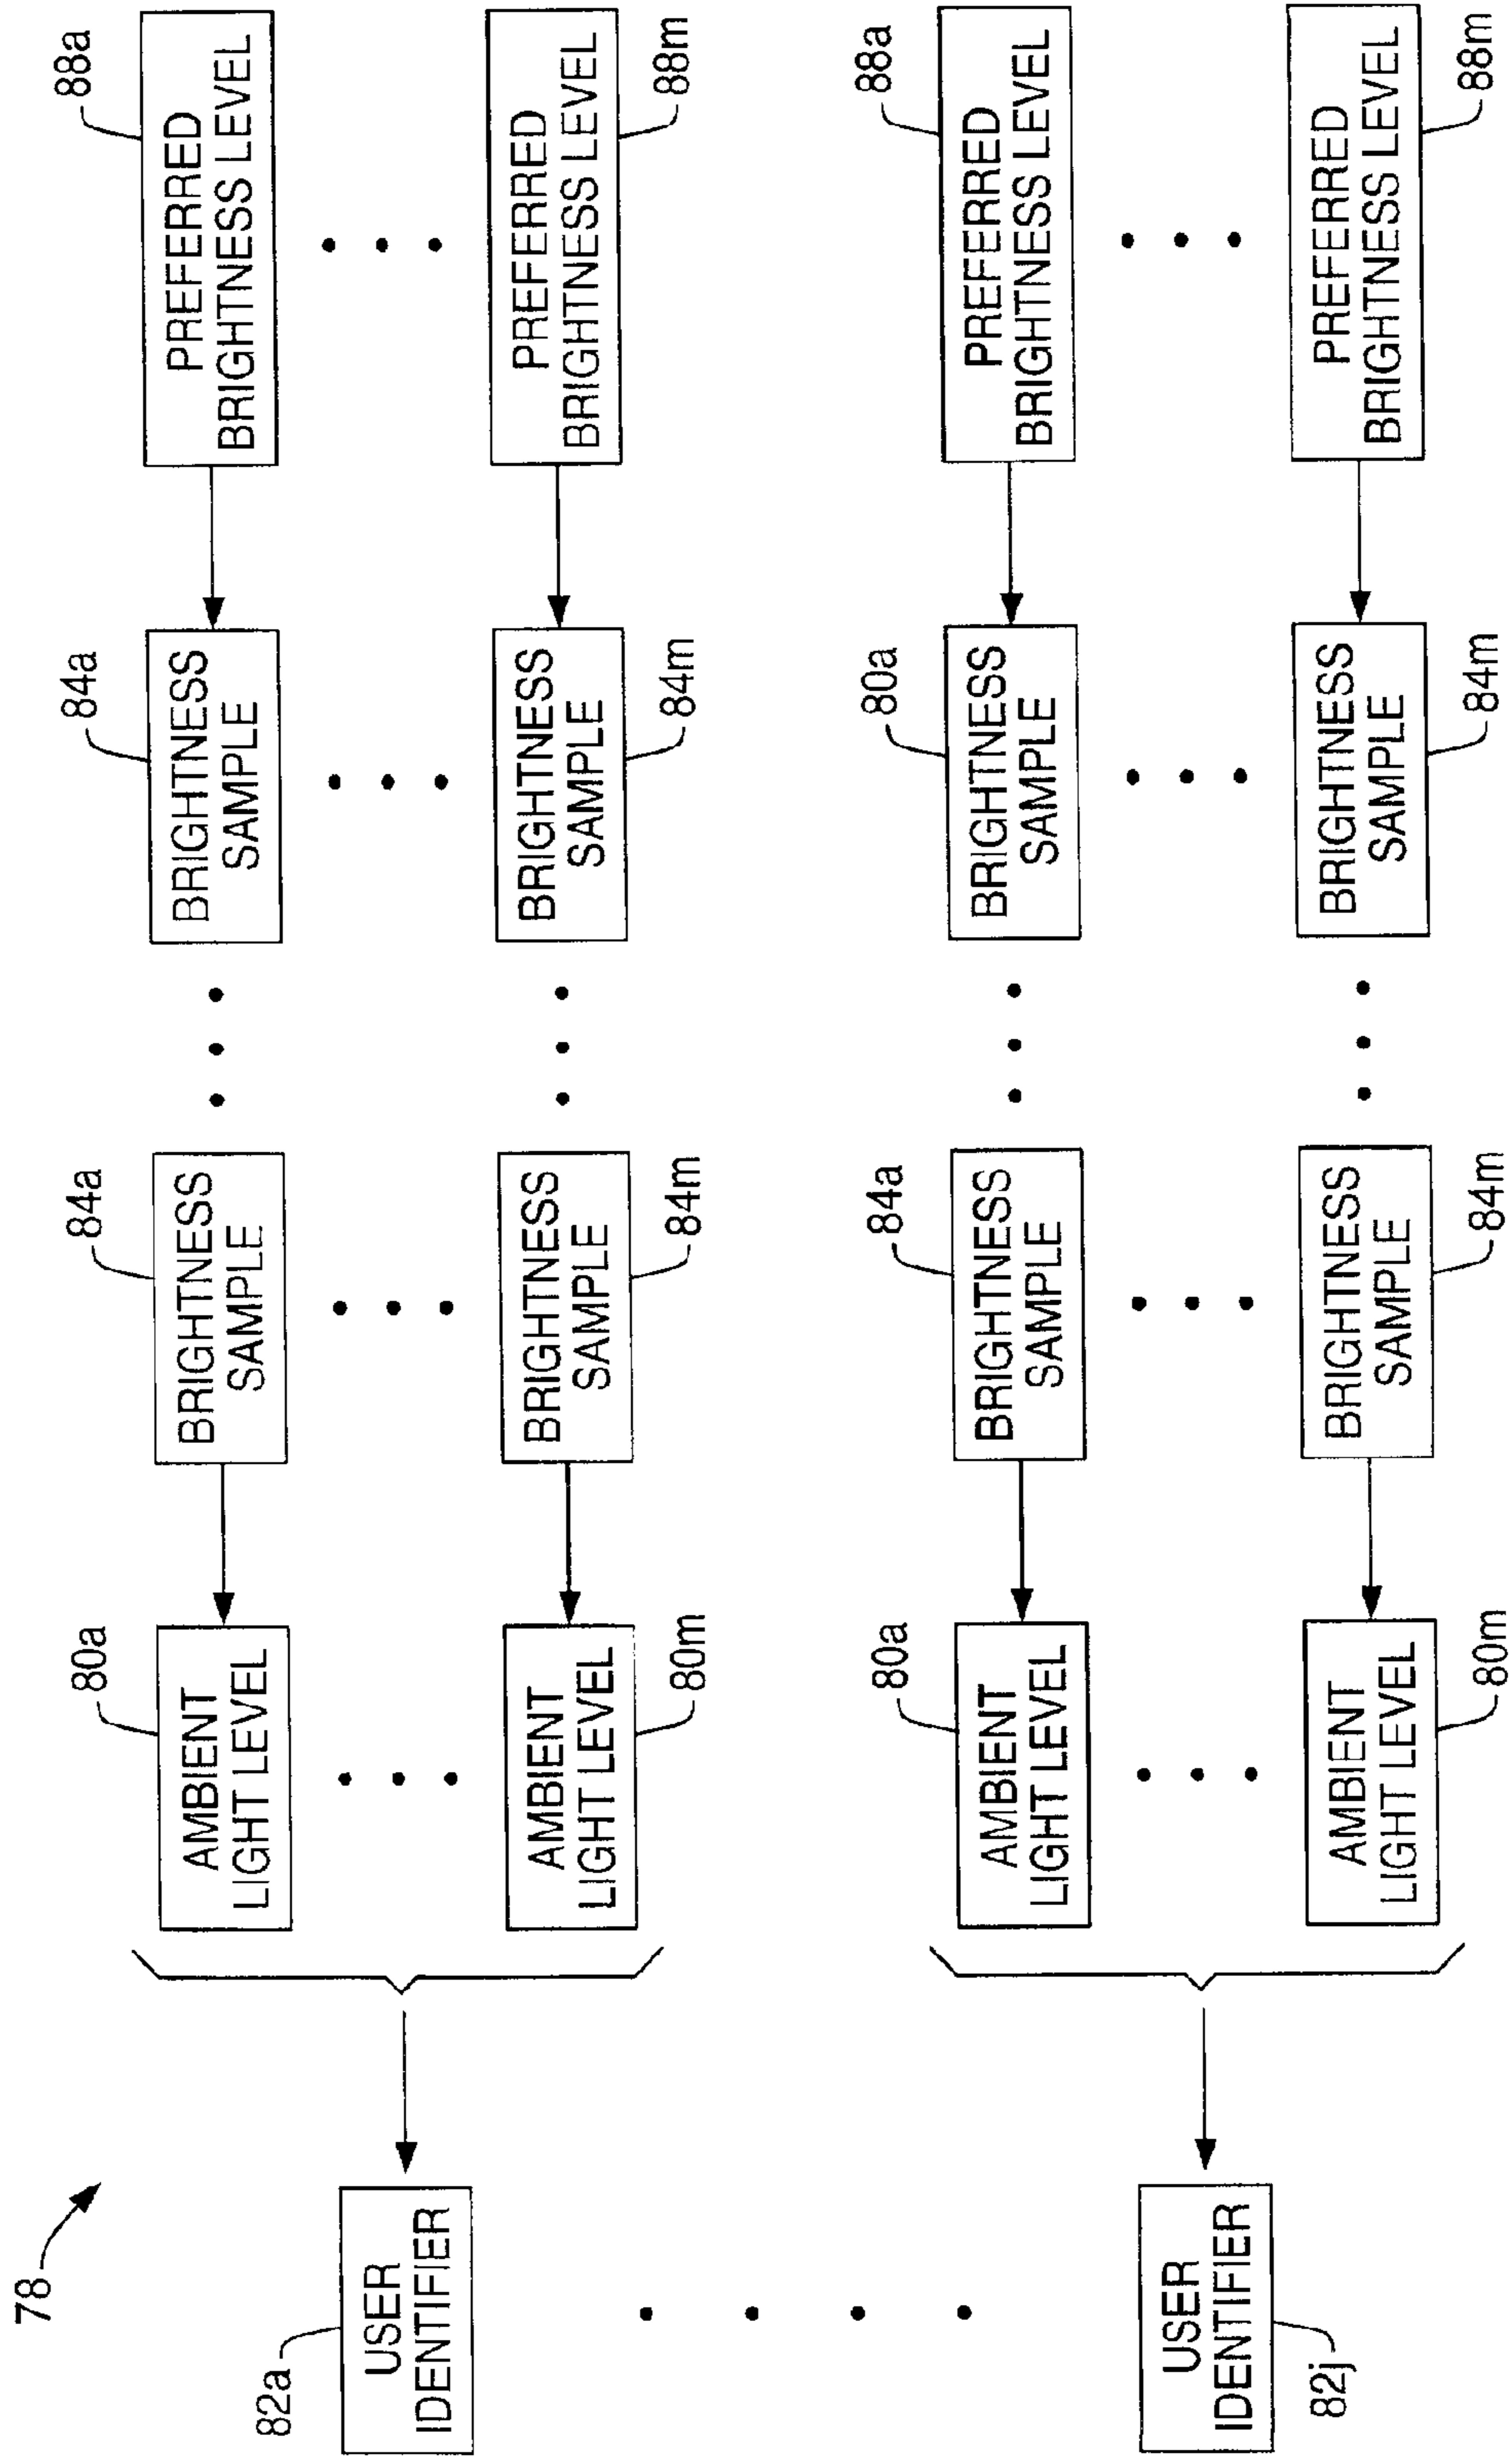 78
82a
USER
IDENTIFIER
80a
AMBIENT
LIGHT LEVEL
84a
BRIGHTNESS
SAMPLE
84a
BRIGHTNESS
SAMPLE
88a
PREFERRED
BRIGHTNESS LEVEL
AMBIENT
LIGHT LEVEL
80m
BRIGHTNESS
SAMPLE
84m
BRIGHTNESS
SAMPLE
84m
PREFERRED
BRIGHTNESS LEVEL
88m
USER
IDENTIFIER
82j
80a
AMBIENT
LIGHT LEVEL
84a
BRIGHTNESS
SAMPLE
80a
BRIGHTNESS
SAMPLE
88a
PREFERRED
BRIGHTNESS LEVEL
AMBIENT
LIGHT LEVEL
80m
BRIGHTNESS
SAMPLE
84m
BRIGHTNESS
SAMPLE
84m
PREFERRED
BRIGHTNESS LEVEL
88m